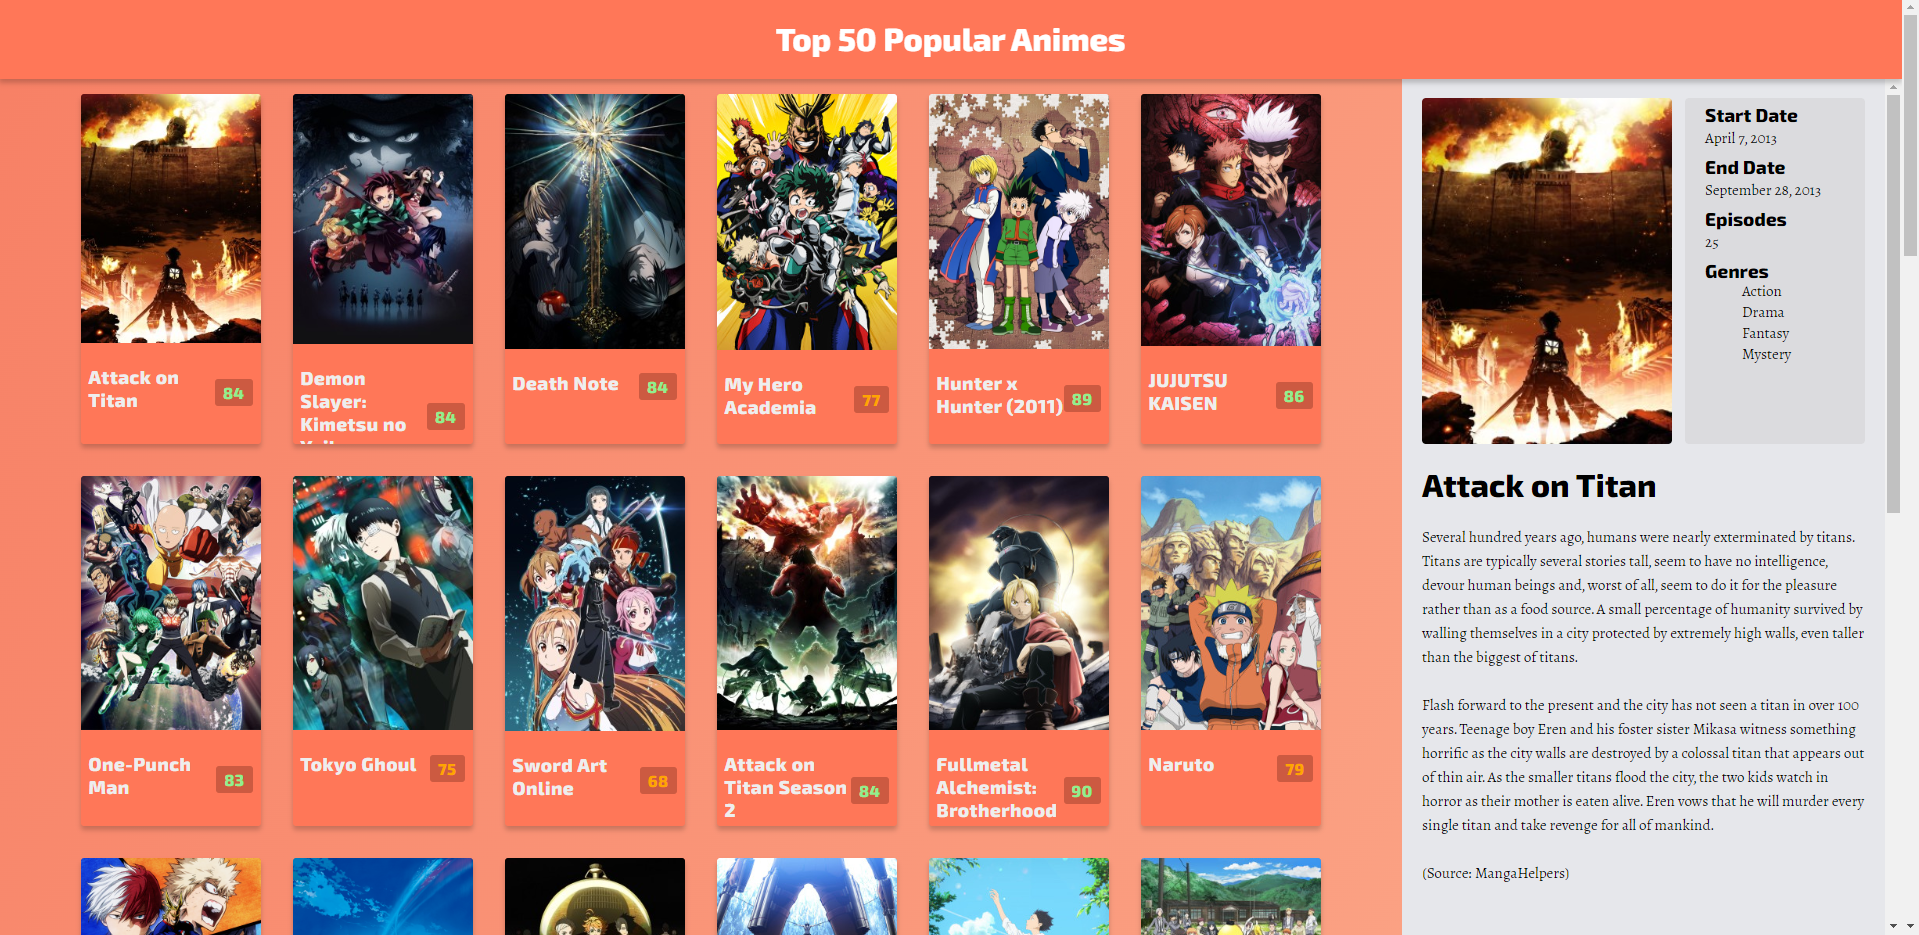 Top 50 Popular Animes
Attack on
Titan
84
Demon
Slayer:
Kimetsu no
84
Death Note
84
My Hero
Academia
77
Hunter x
Hunter (2011)
89
JUJUTSU
KAISEN
86
One-Punch
Man
83
Tokyo Ghoul
75
Sword Art
Online
68
Attack on
Titan Season
2
84
Fullmetal
Alchemist:
Brotherhood
90
Naruto
79
Start Date
April 7, 2013
End Date
September 28, 2013
Episodes
25
Genres
Action
Drama
Fantasy
Mystery
Attack on Titan
Several hundred years ago, humans were nearly exterminated by titans.
Titans are typically several stories tall, seem to have no intelligence,
devour human beings and, worst of all, seem to do it for the pleasure
rather than as a food source. A small percentage of humanity survived by
walling themselves in a city protected by extremely high walls, even taller
than the biggest of titans.
Flash forward to the present and the city has not seen a titan in over 100
years. Teenage boy Eren and his foster sister Mikasa witness something
horrific as the city walls are destroyed by a colossal titan that appears out
of thin air. As the smaller titans flood the city, the two kids watch in
horror as their mother is eaten alive. Eren vows that he will murder every
single titan and take revenge for all of mankind.
(Source: MangaHelpers)